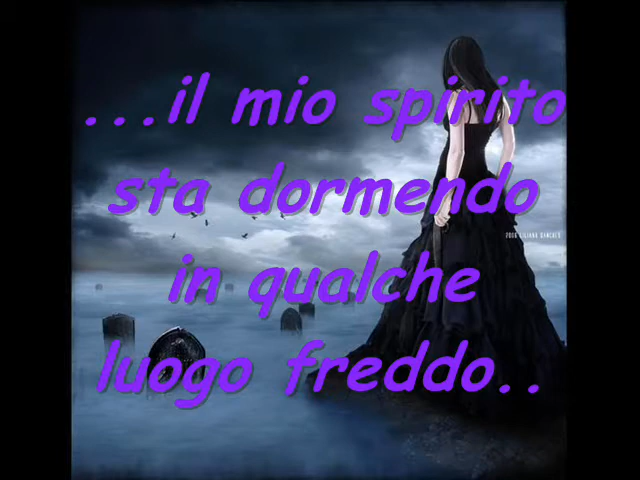 ...il mio spirito
sta dormendo
in qualche
luogo freddo..